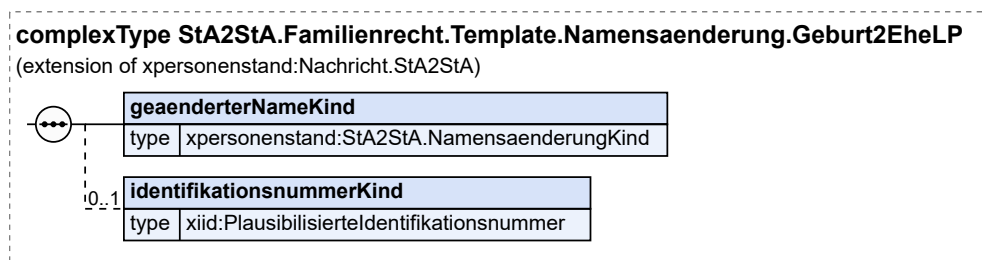 complexType StA2StA.Familienrecht.Template.Namensaenderung.Geburt2EheLP
(extension of xpersonenstand:Nachricht.StA2StA)
geaenderterNameKind
type xpersonenstand:StA2StA.NamensaenderungKind
0..1 identifikationsnummerKind
type xiid:PlausibilisierteIdentifikationsnummer